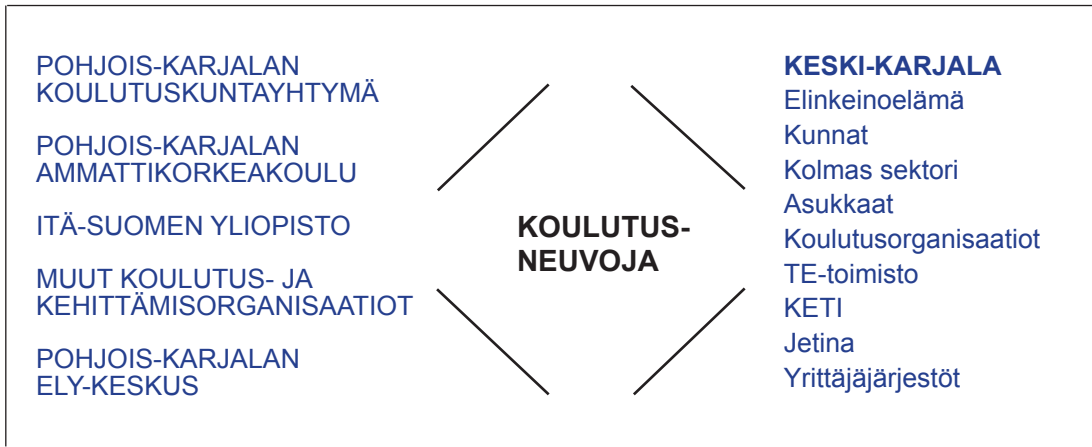 POHJOIS-KARJALAN
KOULUTUSKUNTAYHTYMÄ
POHJOIS-KARJALAN
AMMATTIKORKEAKOULU
ITÄ-SUOMEN YLIOPISTO
MUUT KOULUTUS- JA
KEHITTÄMISORGANISAATIOT
POHJOIS-KARJALAN
ELY-KESKUS
KOULUTUS-
NEUVOJA
KESKI-KARJALA
Elinkeinoelämä
Kunnat
Kolmas sektori
Asukkaat
Koulutusorganisaatiot
TE-toimisto
KETI
Jetina
Yrittäjäjärjestöt